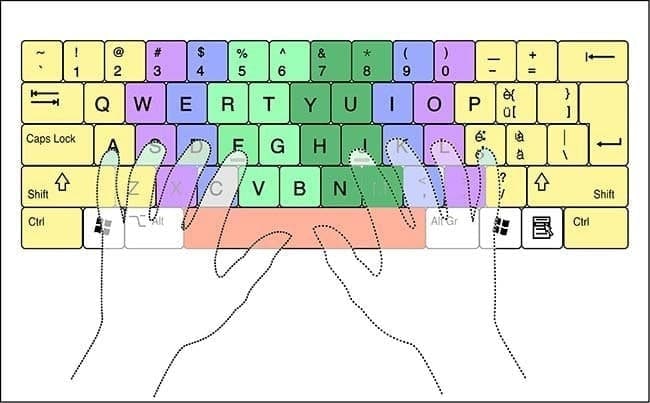 ~ ! @ # $ % ^ & * ( ) _ +
` 1 2 3 4 5 6 7 8 9 0 – =
Q W E R T Y U I O P è{ }
ü[ ]
Caps Lock A S D F G H J K L é° à |
ö ä \
Shift Z X C V B N ? Shift
/
Ctrl Alt Alt Gr Ctrl